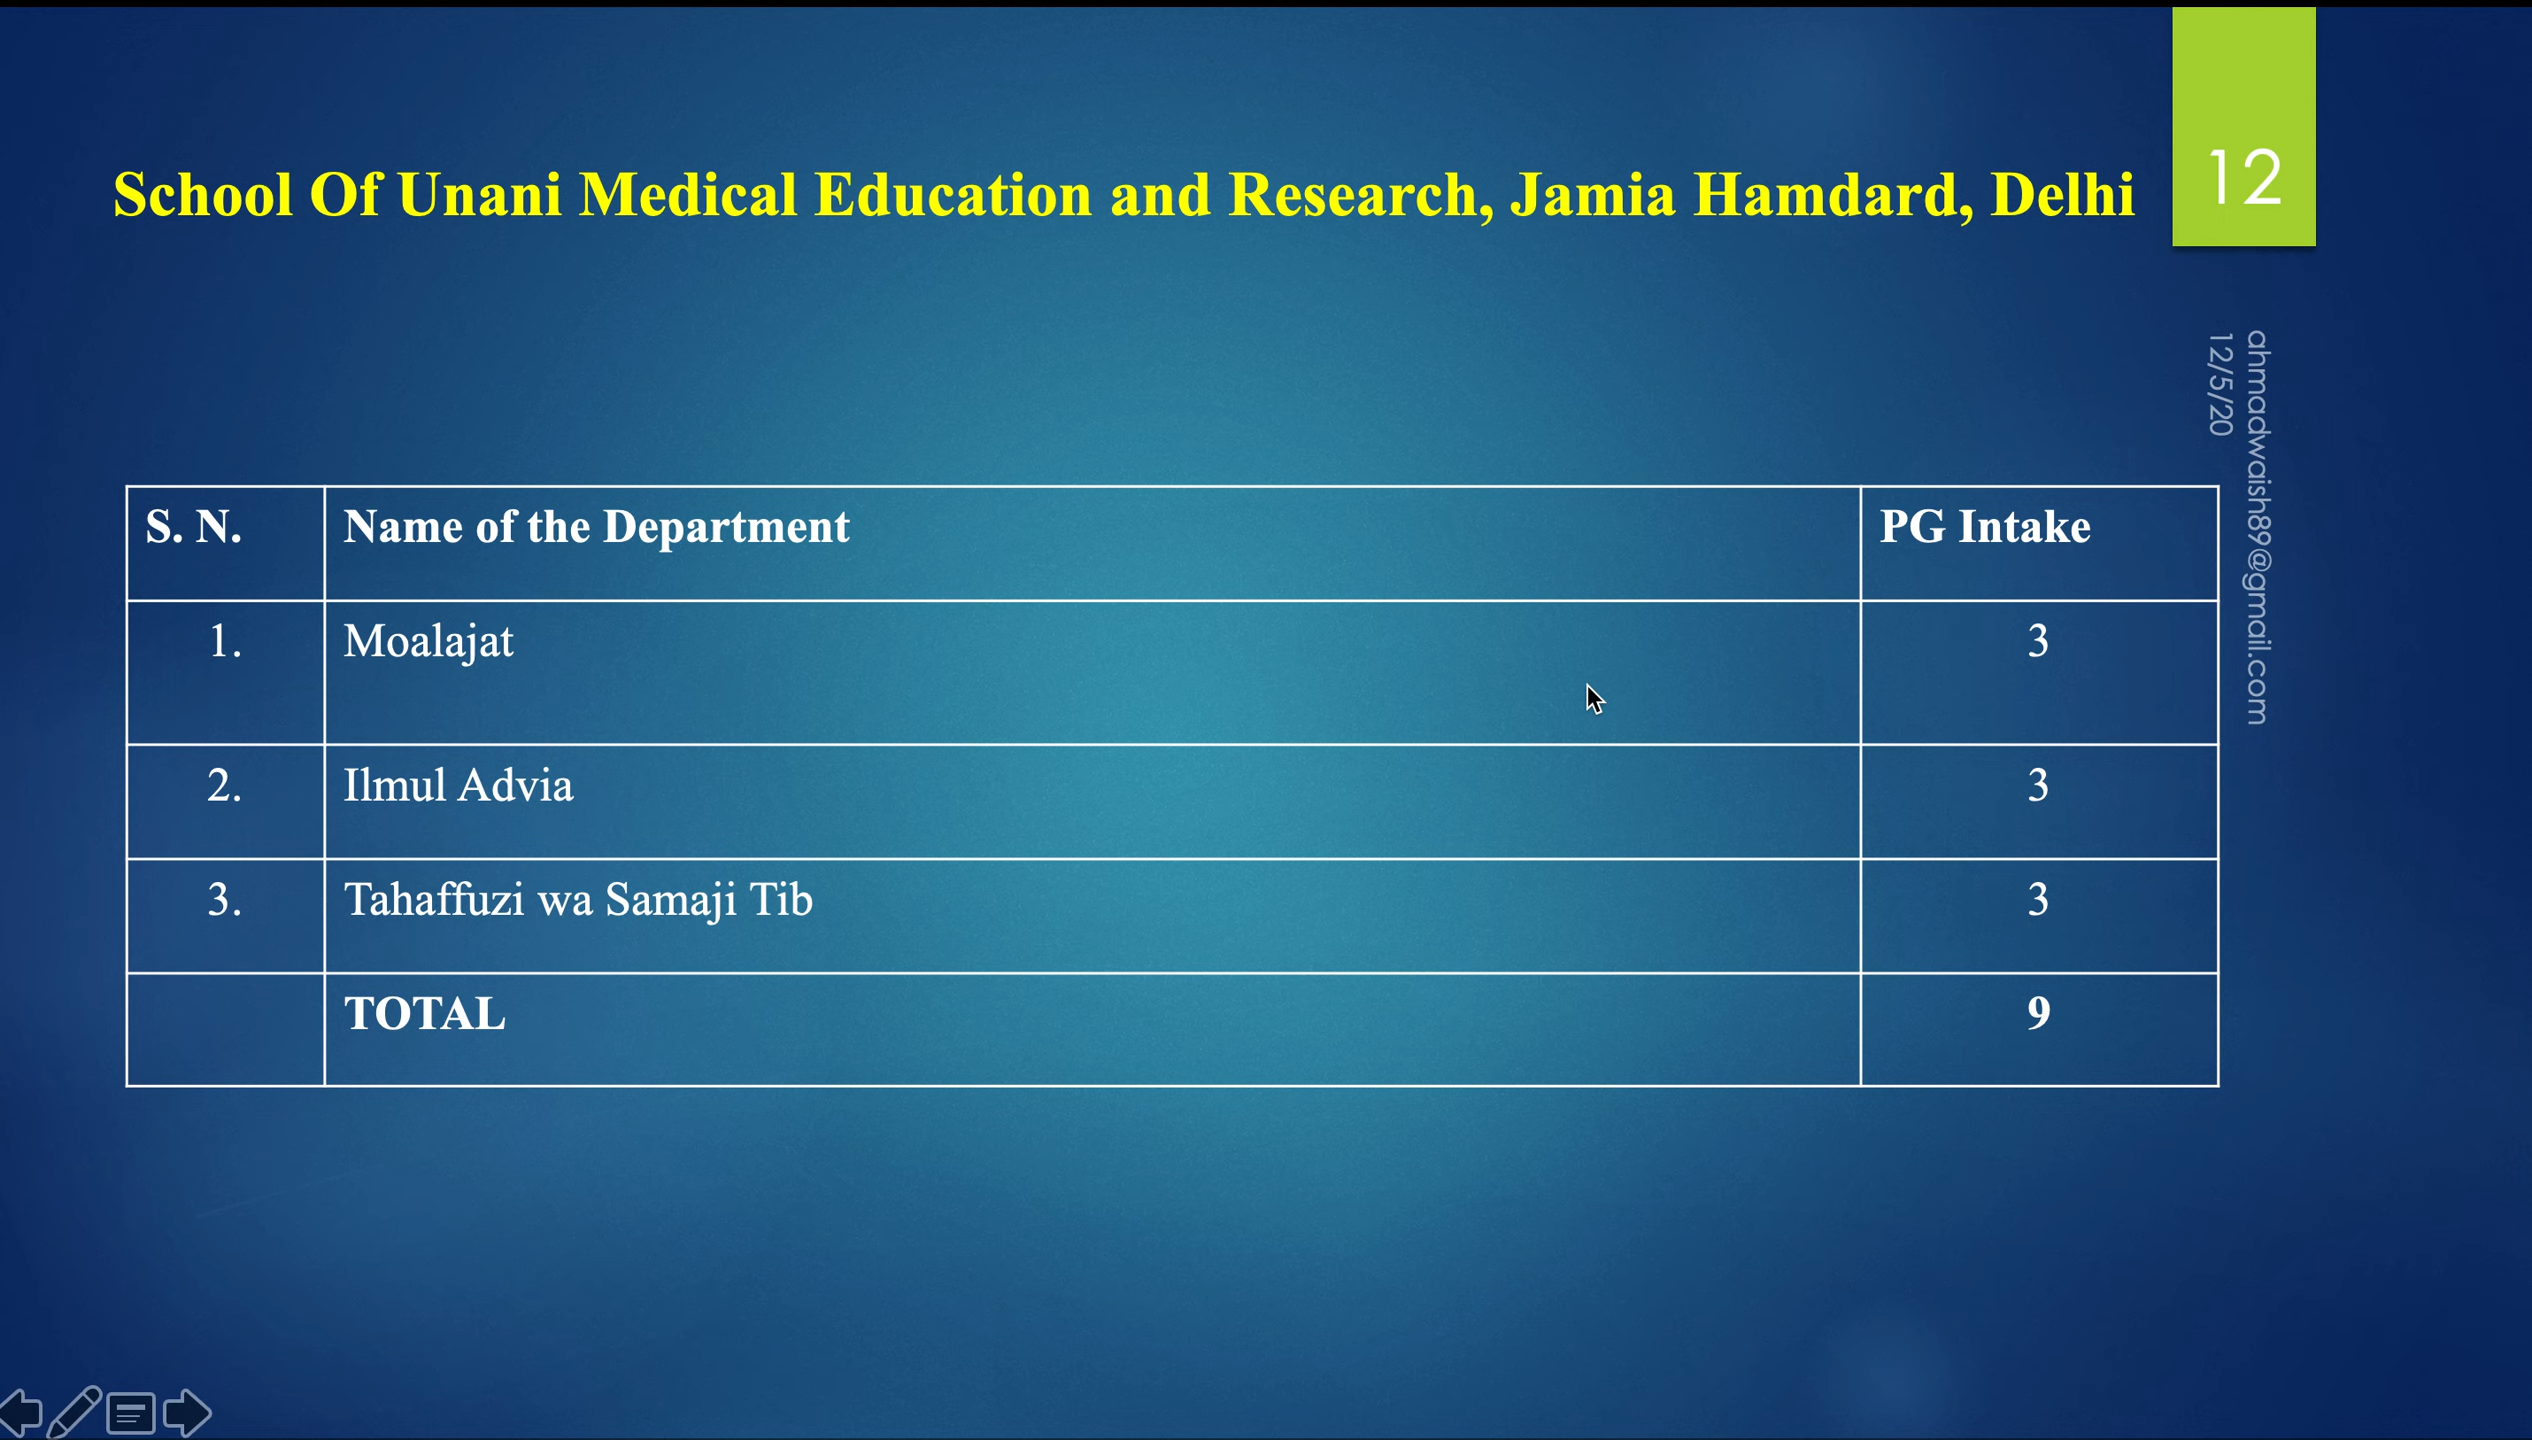 School Of Unani Medical Education and Research, Jamia Hamdard, Delhi
12
ahmadwaish89@gmail.com
12/5/20
S. N. Name of the Department PG Intake
1. Moalajat 3
2. Ilmul Advia 3
3. Tahaffuzi wa Samaji Tib 3
TOTAL 9